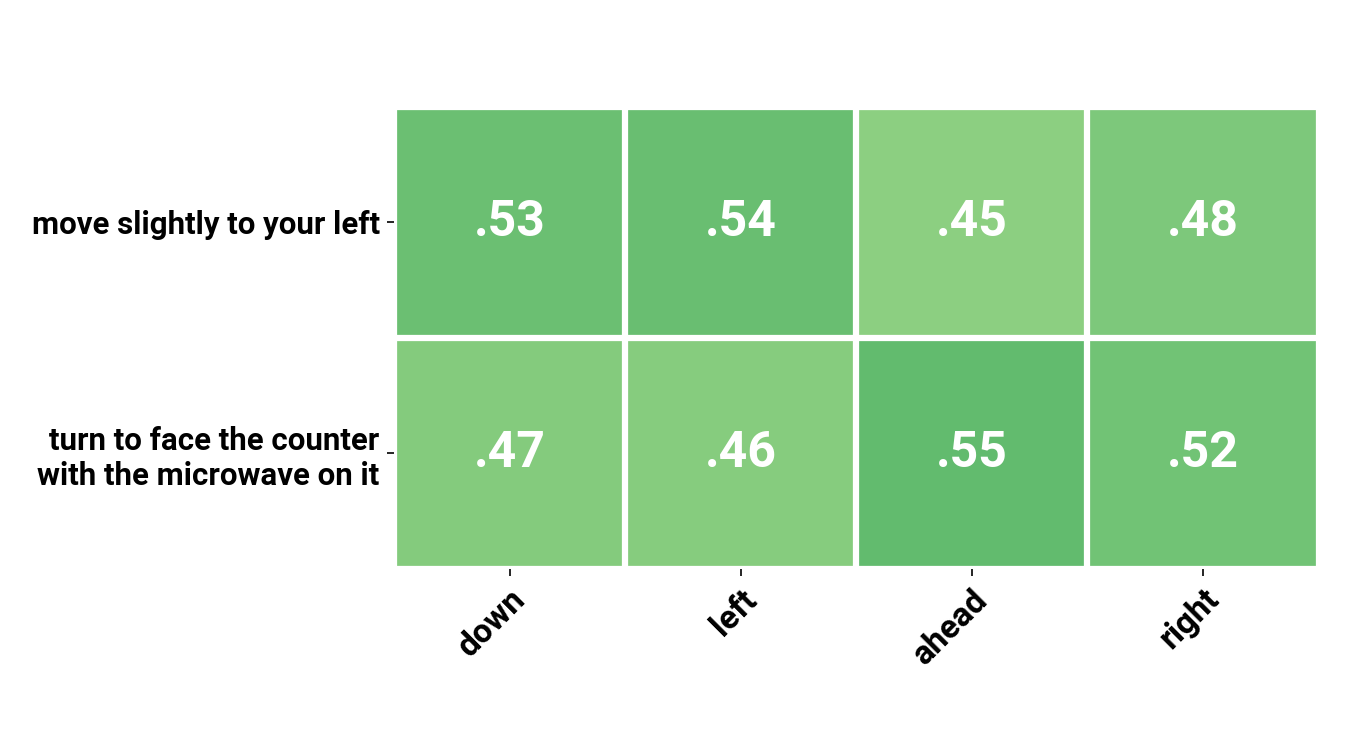 move slightly to your left
.53 .54 .45 .48
turn to face the counter
with the microwave on it
.47 .46 .55 .52
down left ahead right